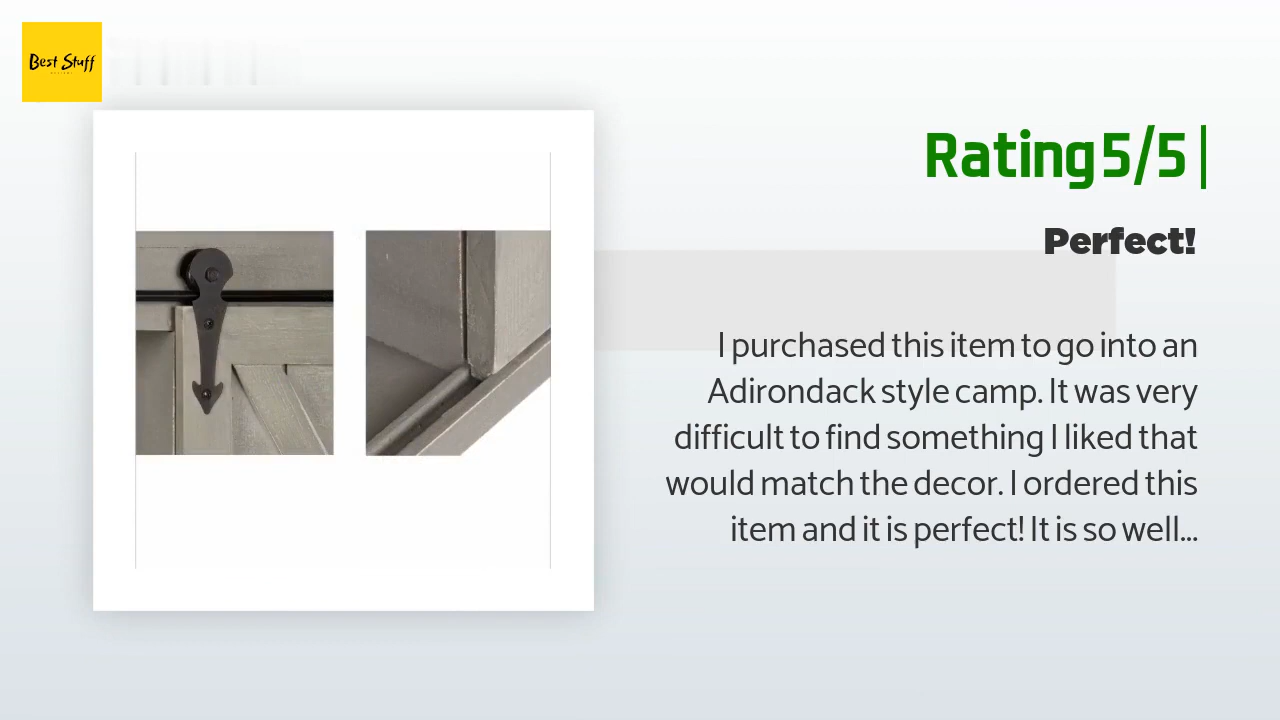 Best Stuff
Rating 5/5 |
Perfect!
I purchased this item to go into an
Adirondack style camp. It was very
difficult to find something I liked that
would match the decor. I ordered this
item and it is perfect! It is so well...